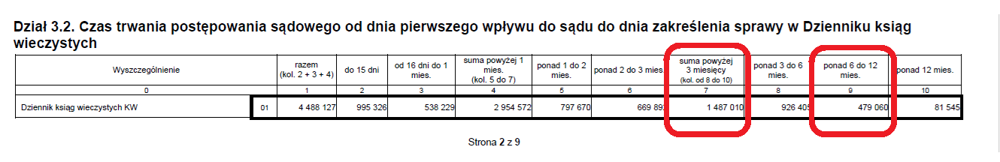 Dział 3.2. Czas trwania postępowania sądowego od dnia pierwszego wpływu do sądu do dnia zakreślenia sprawy w Dzienniku ksiąg
wieczystych
Wyszczególnienie
razem
(kol. 2 + 3 + 4)
do 15 dni
od 16 dni do 1
mies.
suma powyżej 1
mies.
(kol. 5 do 7)
ponad 1 do 2
mies.
ponad 2 do 3 mies.
suma powyżej
3 miesięcy
(kol. od 8 do 10)
ponad 3 do 6
mies.
ponad 6 do 12
mies.
ponad 12 mies.
0 1 2 3 4 5 6 7 8 9 10
Dziennik ksiąg wieczystych KW 01 4 488 127 995 326 538 229 2 954 572 797 670 669 892 1 487 010 926 405 479 060 81 545
Strona 2 z 9